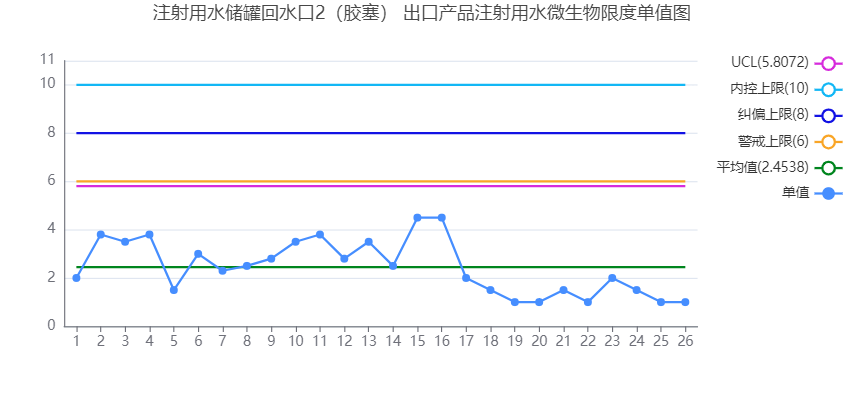 注射用水储罐回水口2（胶塞） 出口产品注射用水微生物限度单值图
UCL(5.8072)
内控上限(10)
纠偏上限(8)
警戒上限(6)
平均值(2.4538)
单值
11
10
8
6
4
2
0
1 2 3 4 5 6 7 8 9 10 11 12 13 14 15 16 17 18 19 20 21 22 23 24 25 26